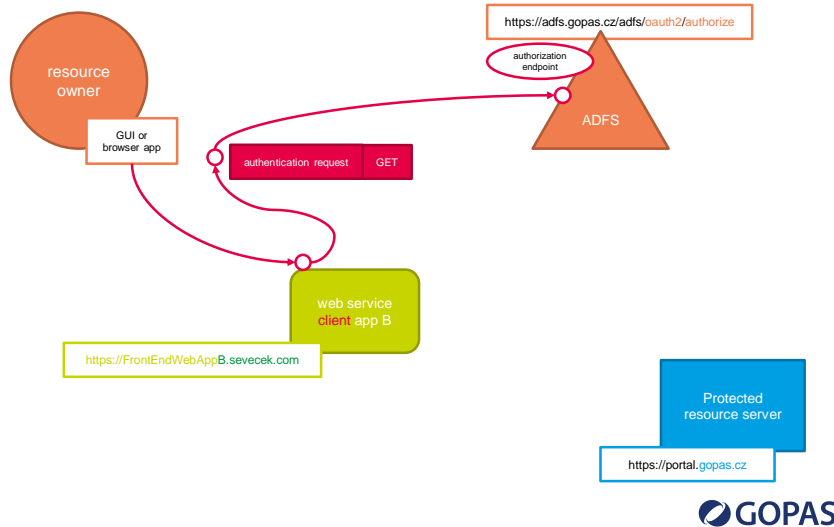 https://adfs.gopas.cz/adfs/oauth2/authorize
authorization
endpoint
resource
owner
ADFS
GUI or
browser app
authentication request
GET
web service
client app B
https://FrontEndWebAppB.sevecek.com
Protected
resource server
https://portal.gopas.cz
GOPAS